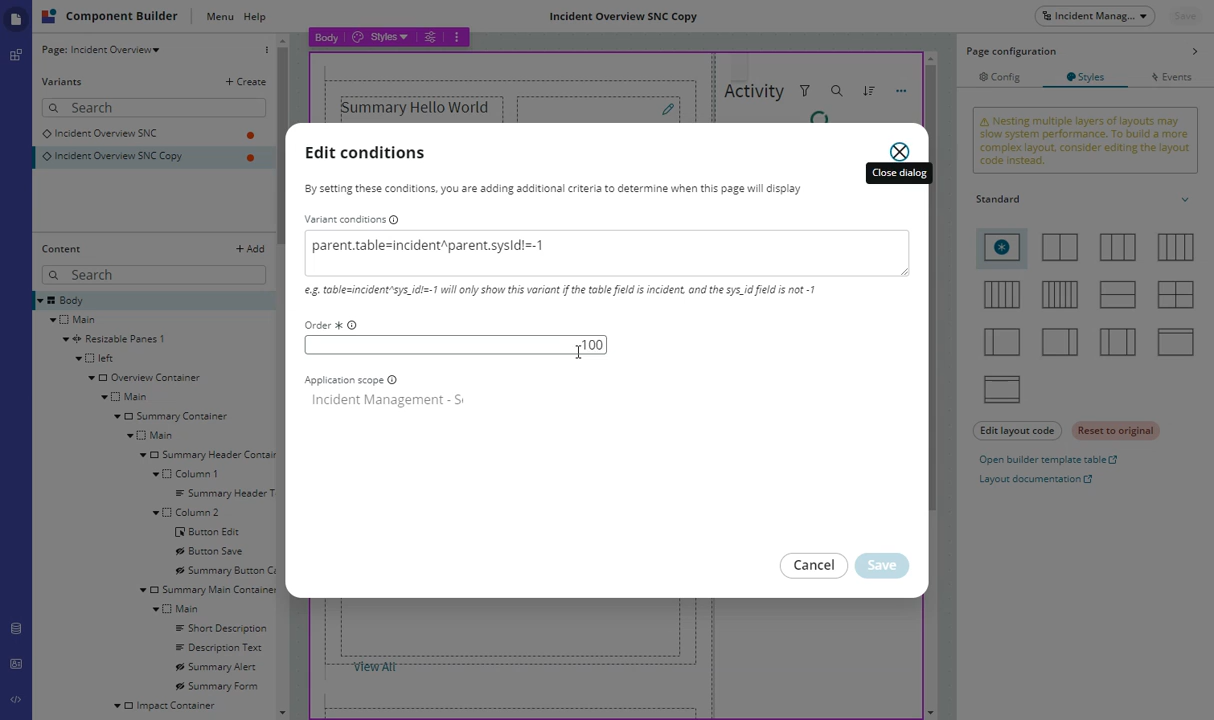 Component Builder
Menu
Help
Incident Overview SNC Copy
Incident Manag...
Save
Page: Incident Overview
Variants
Create
Search
Incident Overview SNC
Incident Overview SNC Copy
Content
Add
Search
Body
Main
Resizable Panes 1
left
Overview Container
Main
Summary Container
Main
Summary Header Contair
Column 1
Summary Header T
Column 2
Button Edit
Button Save
Summary Button Ca
Summary Main Container
Main
Short Description
Description Text
Summary Alert
Summary Form
Impact Container
Body
Styles
Summary Hello World
Activity
Edit conditions
Close dialog
By setting these conditions, you are adding additional criteria to determine when this page will display
Variant conditions
parent.table=incident^parent.sysId!=-1
e.g. table=incident^sys_id!=-1 will only show this variant if the table field is incident, and the sys_id field is not -1
Order *
-100
Application scope
Incident Management - Se
Cancel
Save
View All
Page configuration
Config
Styles
Events
Nesting multiple layers of layouts may
slow system performance. To build a more
complex layout, consider editing the layout
code instead.
Standard
Edit layout code
Reset to original
Open builder template table
Layout documentation